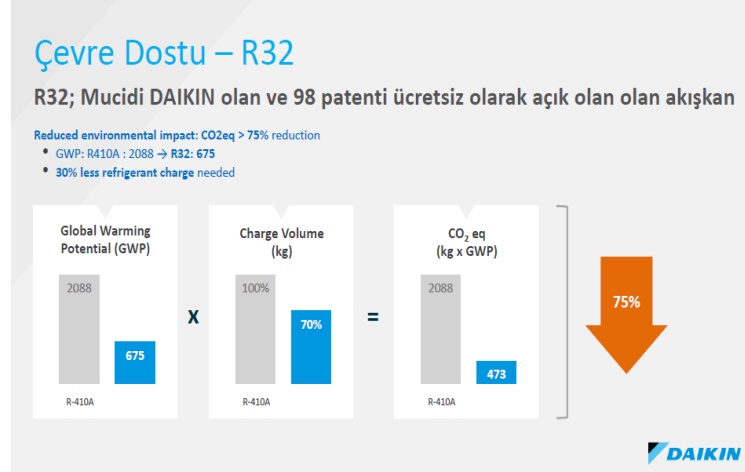 Çevre Dostu – R32
R32; Mucidi DAIKIN olan ve 98 patenti ücretsiz olarak açık olan olan akışkan
Reduced environmental impact: CO2eq > 75% reduction
• GWP: R410A : 2088 → R32: 675
• 30% less refrigerant charge needed
Global Warming
Potential (GWP)
2088
675
R-410A
X
Charge Volume
(kg)
100%
70%
R-410A
=
CO₂ eq
(kg x GWP)
2088
473
R-410A
75%
DAIKIN